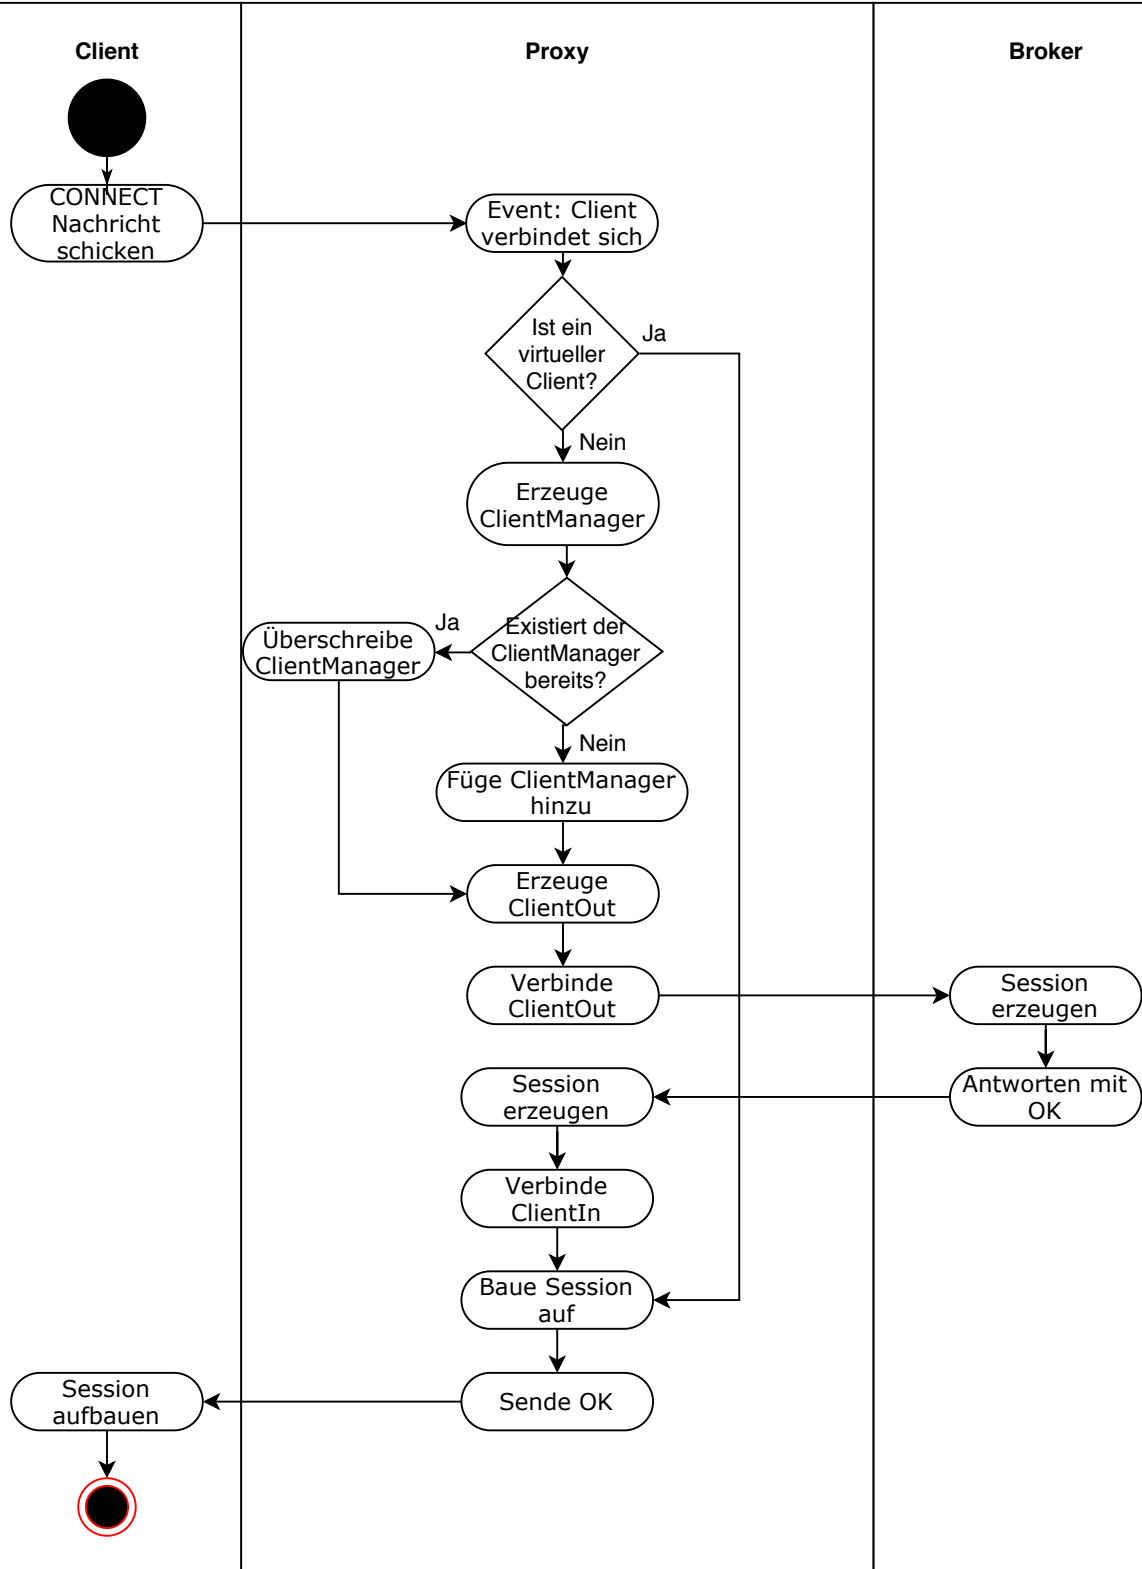 Client
Proxy
Broker
CONNECT
Nachricht
schicken
Event: Client
verbindet sich
Ist ein
virtueller
Client?
Ja
Nein
Erzeuge
ClientManager
Existiert der
ClientManager
bereits?
Ja
Überschreibe
ClientManager
Nein
Füge ClientManager
hinzu
Erzeuge
ClientOut
Verbinde
ClientOut
Session
erzeugen
Antworten mit
OK
Session
erzeugen
Verbinde
ClientIn
Baue Session
auf
Sende OK
Session
aufbauen